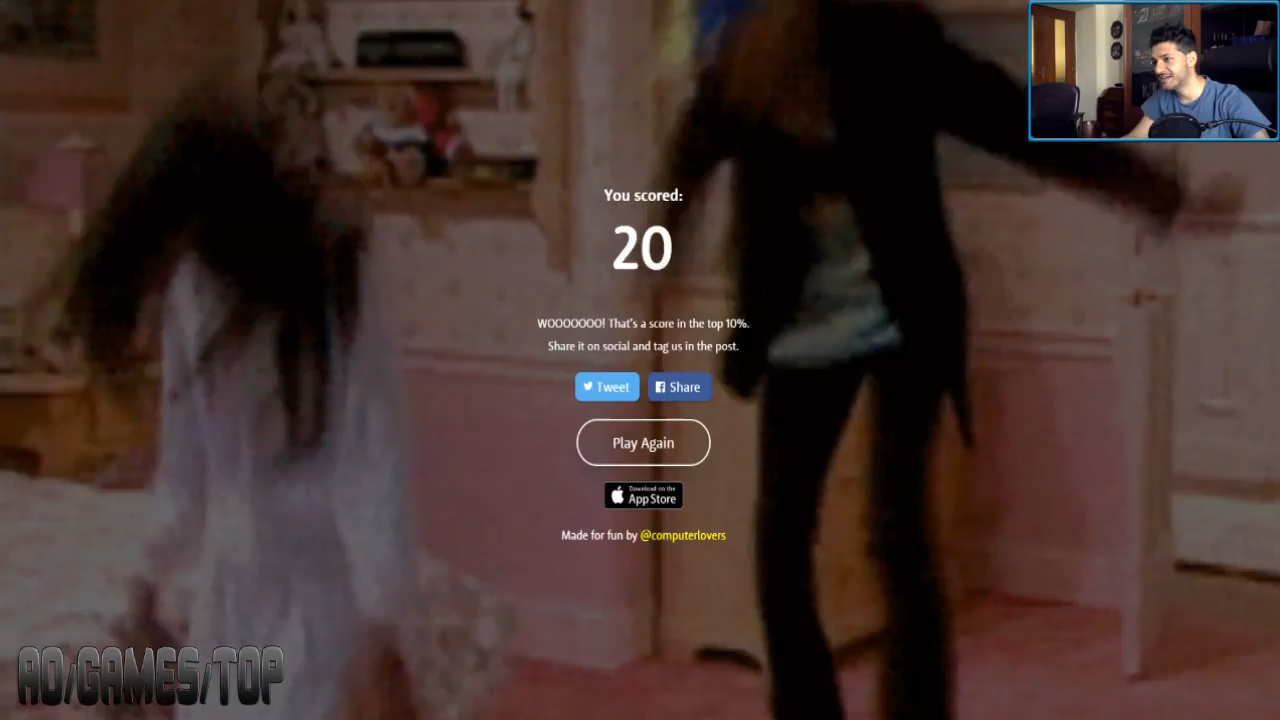 You scored:
20
WOOOOOOO! That's a score in the top 10%.
Share it on social and tag us in the post.
Tweet
Share
Play Again
Download on the
App Store
Made for fun by @computerlovers
AO/GAMES/TOP